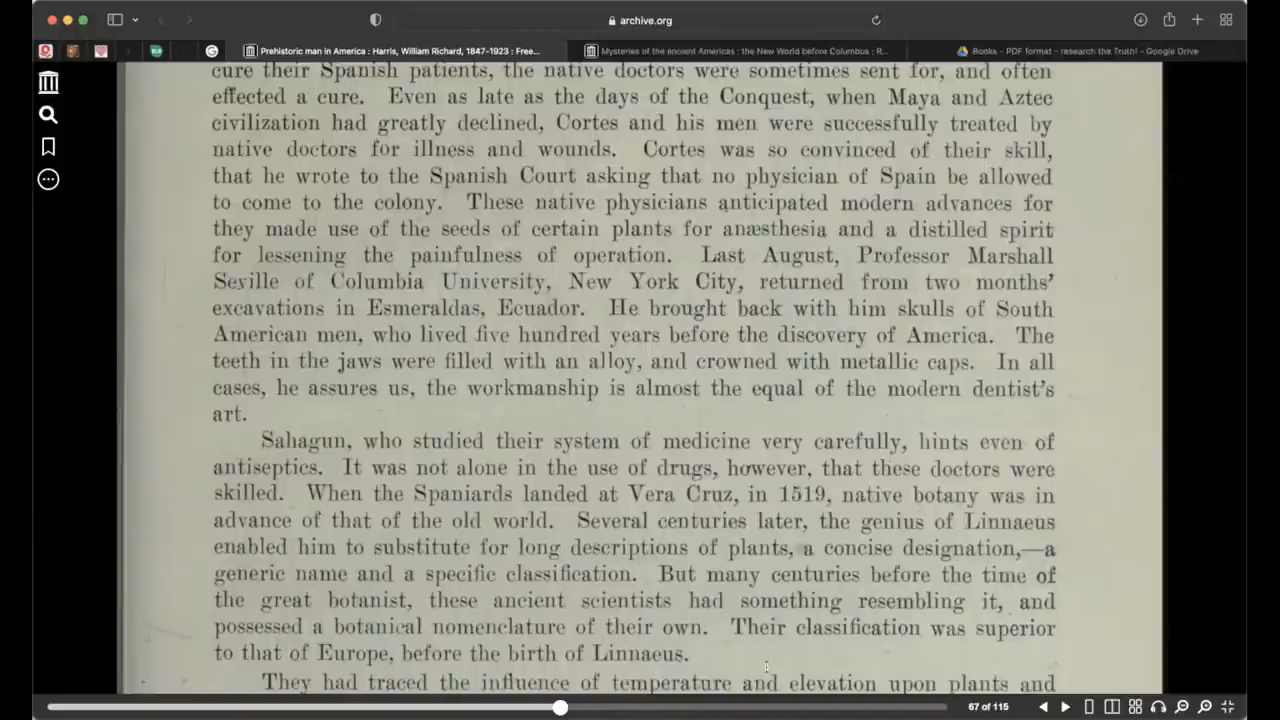 archive.org
Prehistoric man in America : Harris, William Richard, 1847-1923 : Free...
Mysteries of the ancient Americas : the New World before Columbus : R...
Books - PDF format - research the Truth! - Google Drive
cure their Spanish patients, the native doctors were sometimes sent for, and often
effected a cure. Even as late as the days of the Conquest, when Maya and Aztec
civilization had greatly declined, Cortes and his men were successfully treated by
native doctors for illness and wounds. Cortes was so convinced of their skill,
that he wrote to the Spanish Court asking that no physician of Spain be allowed
to come to the colony. These native physicians anticipated modern advances for
they made use of the seeds of certain plants for anæsthesia and a distilled spirit
for lessening the painfulness of operation. Last August, Professor Marshall
Seville of Columbia University, New York City, returned from two months'
excavations in Esmeraldas, Ecuador. He brought back with him skulls of South
American men, who lived five hundred years before the discovery of America. The
teeth in the jaws were filled with an alloy, and crowned with metallic caps. In all
cases, he assures us, the workmanship is almost the equal of the modern dentist's
art.
Sahagun, who studied their system of medicine very carefully, hints even of
antiseptics. It was not alone in the use of drugs, however, that these doctors were
skilled. When the Spaniards landed at Vera Cruz, in 1519, native botany was in
advance of that of the old world. Several centuries later, the genius of Linnaeus
enabled him to substitute for long descriptions of plants, a concise designation,—a
generic name and a specific classification. But many centuries before the time of
the great botanist, these ancient scientists had something resembling it, and
possessed a botanical nomenclature of their own. Their classification was superior
to that of Europe, before the birth of Linnaeus.
They had traced the influence of temperature and elevation upon plants and
67 of 115